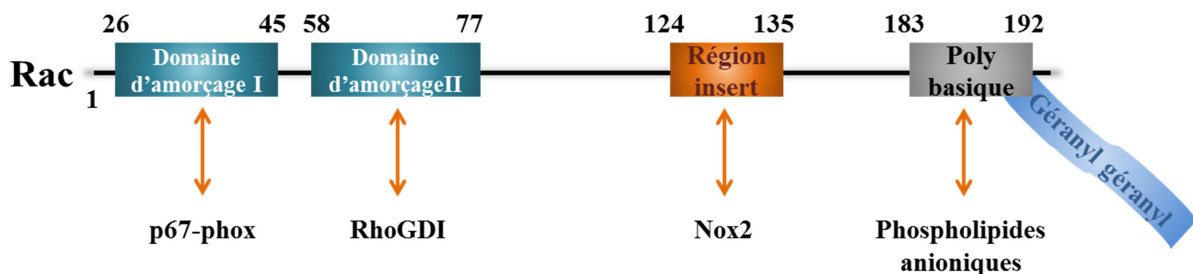 26 45 58 77 124 135 183 192
Rac
1
Domaine
d'amorçage I
Domaine
d'amorçageII
Région
insert
Poly
basique
Géranyl géranyl
p67-phox
RhoGDI
Nox2
Phospholipides
anioniques